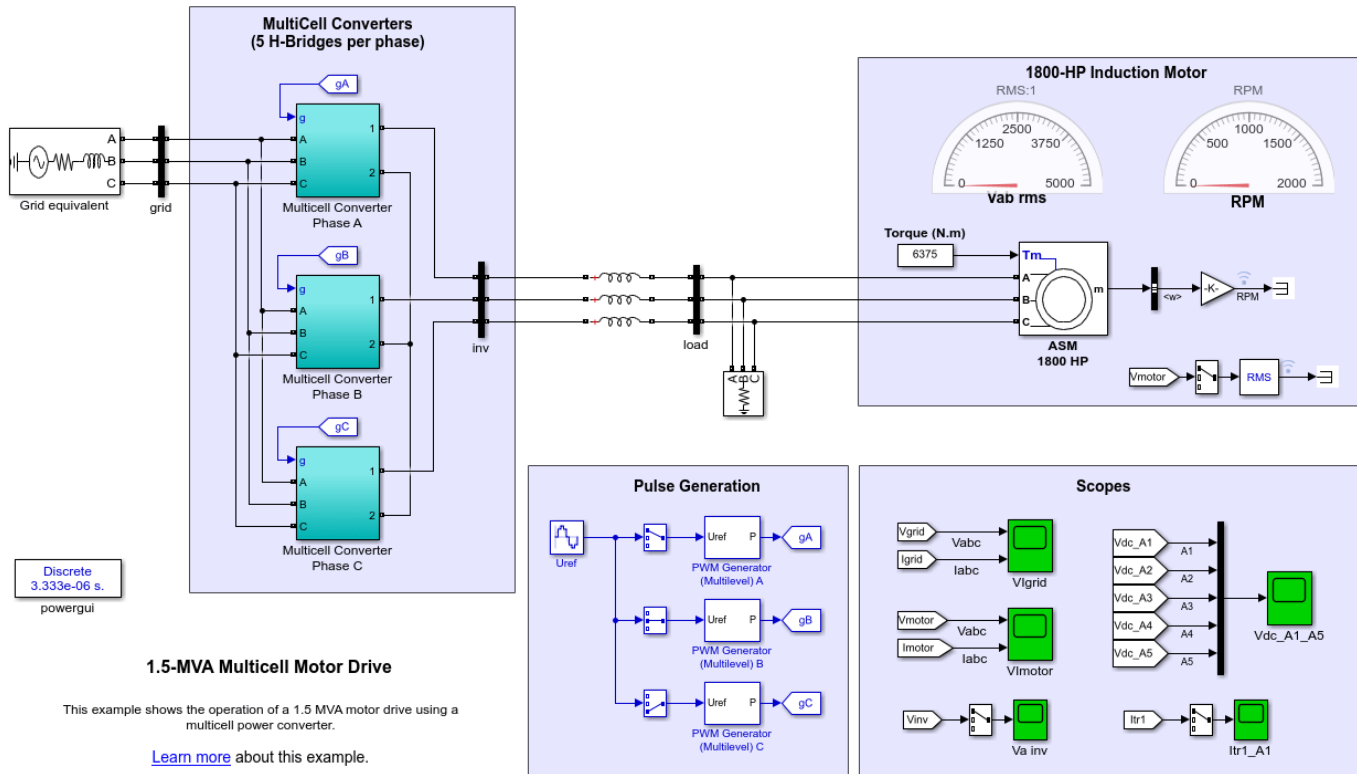 MultiCell Converters
(5 H-Bridges per phase)
gA
g
A
B
C
1
2
Multicell Converter
Phase A
A
B
C
Grid equivalent
grid
gB
g
A
B
C
1
2
Multicell Converter
Phase B
gC
g
A
B
C
1
2
Multicell Converter
Phase C
inv
load
A B C
1800-HP Induction Motor
RMS:1
0
1250
2500
3750
5000
Vab rms
RPM
0
500
1000
1500
2000
RPM
Torque (N.m)
6375
Tm
A
B
C
m
ASM
1800 HP
<w>
-K-
RPM
Vmotor
RMS
Discrete
3.333e-06 s.
powergui
1.5-MVA Multicell Motor Drive
This example shows the operation of a 1.5 MVA motor drive using a
multicell power converter.
Learn more about this example.
Pulse Generation
Uref
Uref
P
gA
PWM Generator
(Multilevel) A
Uref
P
gB
PWM Generator
(Multilevel) B
Uref
P
gC
PWM Generator
(Multilevel) C
Scopes
Vgrid
Vabc
Igrid
Iabc
VIgrid
Vmotor
Vabc
Imotor
Iabc
VImotor
Vinv
Va inv
Vdc_A1
A1
Vdc_A2
A2
Vdc_A3
A3
Vdc_A4
A4
Vdc_A5
A5
Vdc_A1_A5
Itr1
Itr1_A1